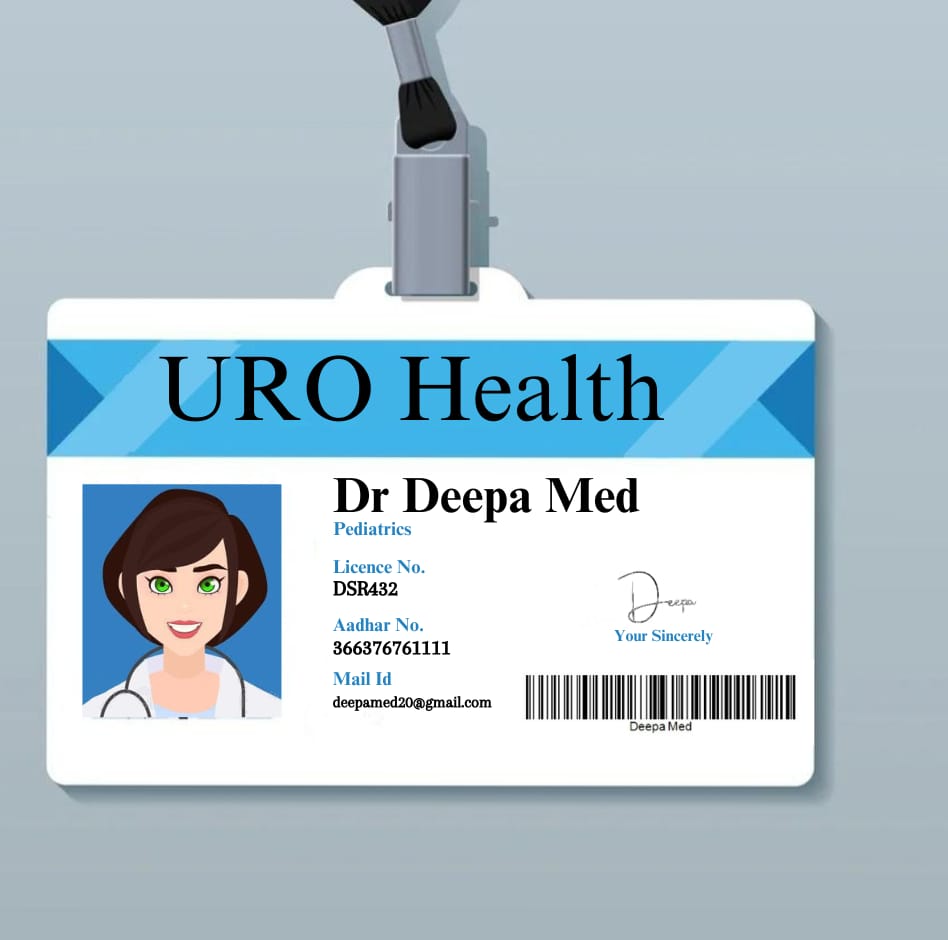 URO Health
Dr Deepa Med
Pediatrics
Licence No.
DSR432
Aadhar No.
366376761111
Mail Id
deepamed20@gmail.com
Deepa
Your Sincerely
Deepa Med